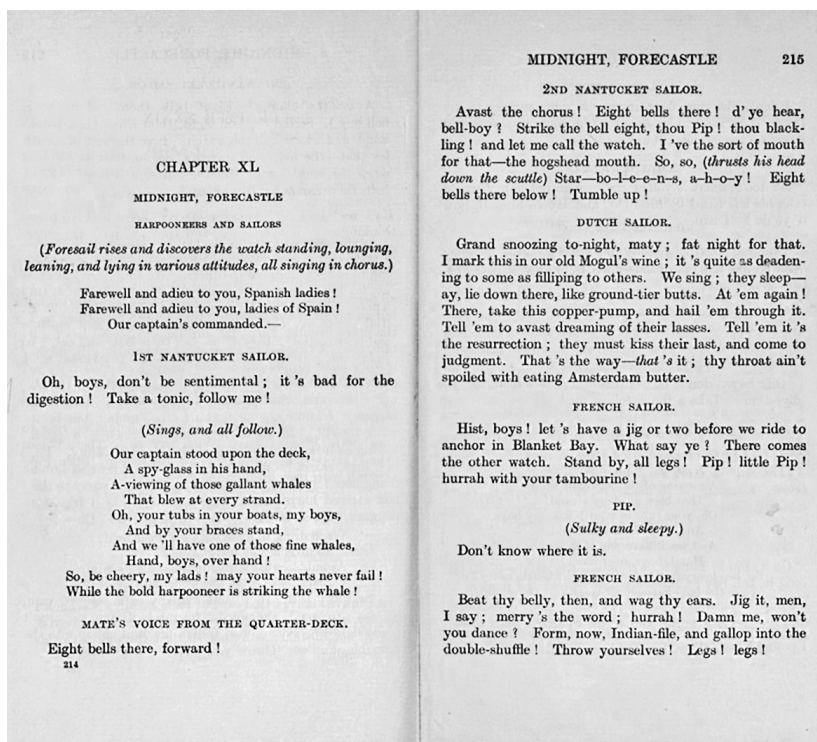 CHAPTER XL
MIDNIGHT, FORECASTLE
HARPOONEERS AND SAILORS
(Foresail rises and discovers the watch standing, lounging,
leaning, and lying in various attitudes, all singing in chorus.)
Farewell and adieu to you, Spanish ladies !
Farewell and adieu to you, ladies of Spain !
Our captain's commanded.—
1ST NANTUCKET SAILOR.
Oh, boys, don't be sentimental ; it 's bad for the
digestion ! Take a tonic, follow me !
(Sings, and all follow.)
Our captain stood upon the deck,
A spy-glass in his hand,
A-viewing of those gallant whales
That blew at every strand.
Oh, your tubs in your boats, my boys,
And by your braces stand,
And we 'll have one of those fine whales,
Hand, boys, over hand !
So, be cheery, my lads ! may your hearts never fail !
While the bold harpooneer is striking the whale !
MATE'S VOICE FROM THE QUARTER-DECK.
Eight bells there, forward !
214
MIDNIGHT, FORECASTLE 215
2ND NANTUCKET SAILOR.
Avast the chorus ! Eight bells there ! d' ye hear,
bell-boy ? Strike the bell eight, thou Pip ! thou black-
ling ! and let me call the watch. I 've the sort of mouth
for that—the hogshead mouth. So, so, (thrusts his head
down the scuttle) Star—bo-l-e-e-n-s, a-h-o-y ! Eight
bells there below ! Tumble up !
DUTCH SAILOR.
Grand snoozing to-night, maty ; fat night for that.
I mark this in our old Mogul's wine ; it 's quite as deaden-
ing to some as filliping to others. We sing ; they sleep—
ay, lie down there, like ground-tier butts. At 'em again !
There, take this copper-pump, and hail 'em through it.
Tell 'em to avast dreaming of their lasses. Tell 'em it 's
the resurrection ; they must kiss their last, and come to
judgment. That 's the way—that 's it ; thy throat ain't
spoiled with eating Amsterdam butter.
FRENCH SAILOR.
Hist, boys ! let 's have a jig or two before we ride to
anchor in Blanket Bay. What say ye ? There comes
the other watch. Stand by, all legs ! Pip ! little Pip !
hurrah with your tambourine !
PIP.
(Sulky and sleepy.)
Don't know where it is.
FRENCH SAILOR.
Beat thy belly, then, and wag thy ears. Jig it, men,
I say ; merry 's the word ; hurrah ! Damn me, won't
you dance ? Form, now, Indian-file, and gallop into the
double-shuffle ! Throw yourselves ! Legs ! legs !